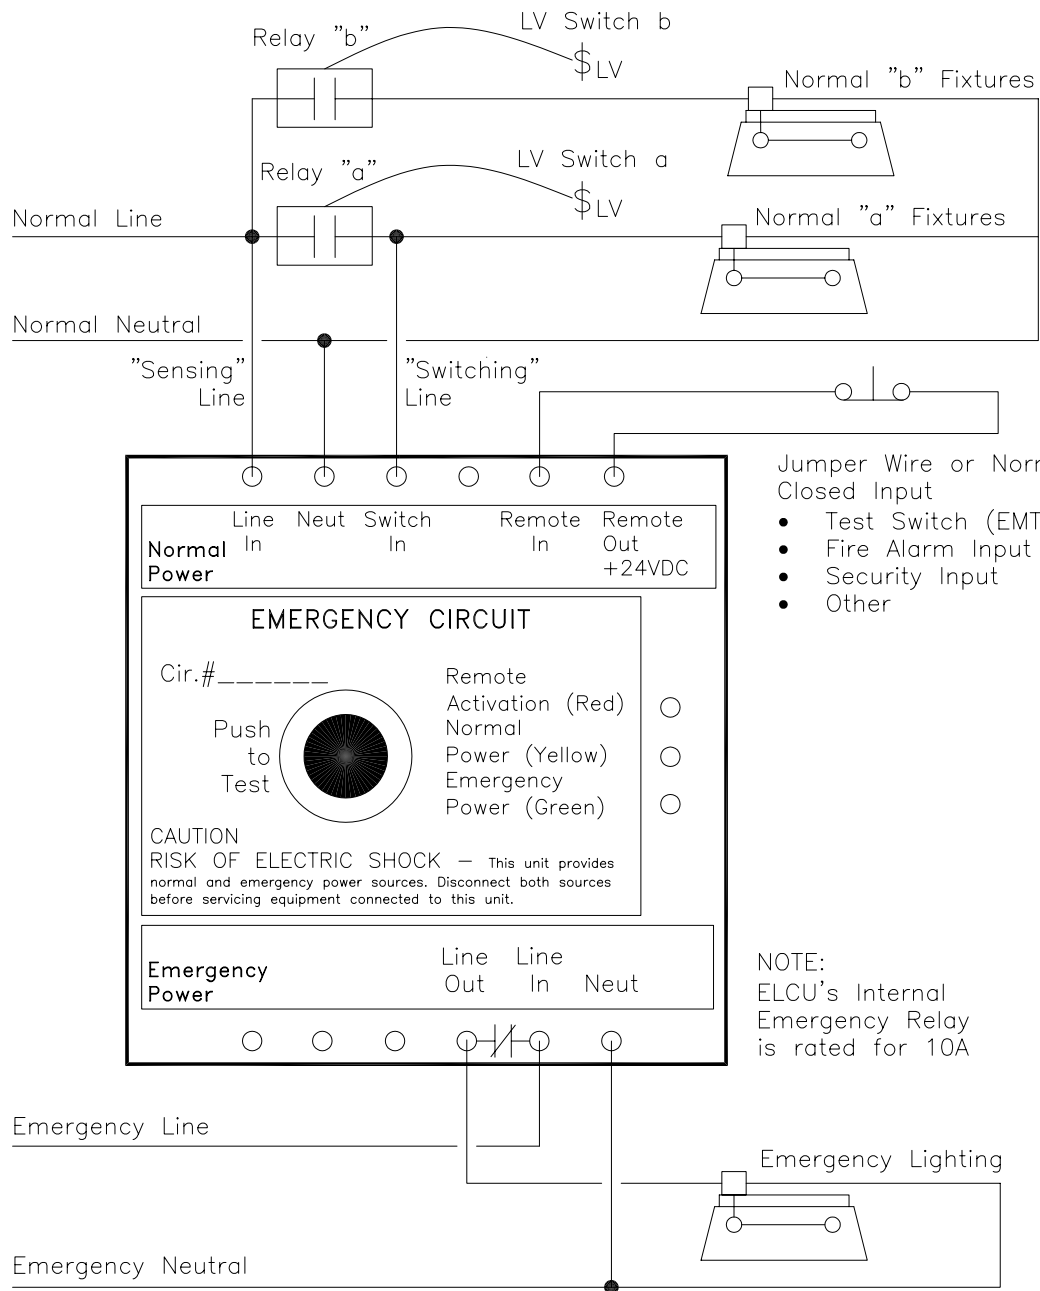 LV Switch b
Relay "b"
$LV
Normal "b" Fixtures
LV Switch a
Relay "a"
$LV
Normal Line
Normal "a" Fixtures
Normal Neutral
"Sensing"
Line
"Switching"
Line
Jumper Wire or
Closed Input
• Test Switch (EMT
• Fire Alarm Input
• Security Input
• Other
Line
In
Neut
Switch
In
Remote
In
Remote
Out
+24VDC
Normal
Power
EMERGENCY CIRCUIT
Cir.#______
Push
to
Test
Remote
Activation (Red)
Normal
Power (Yellow)
Emergency
Power (Green)
CAUTION
RISK OF ELECTRIC SHOCK – This unit provides
normal and emergency power sources. Disconnect both sources
before servicing equipment connected to this unit.
Emergency
Power
Line
Out
Line
In
Neut
NOTE:
ELCU's Internal
Emergency Relay
is rated for 10A
Emergency Line
Emergency Lighting
Emergency Neutral